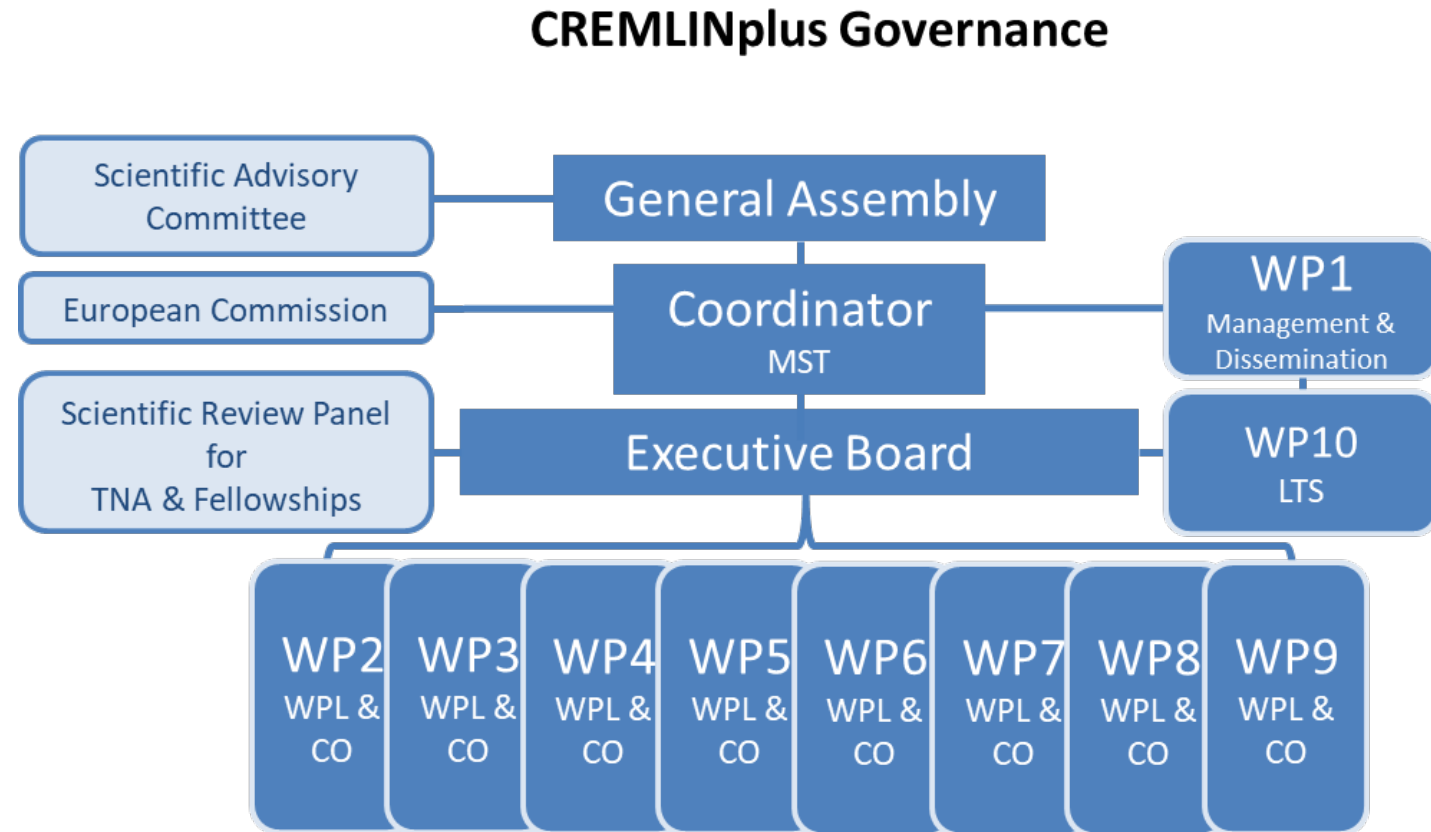 CREMLINplus Governance
Scientific Advisory
Committee
General Assembly
European Commission
Coordinator
MST
WP1
Management &
Dissemination
Scientific Review Panel
for
TNA & Fellowships
Executive Board
WP10
LTS
WP2
WPL &
CO
WP3
WPL &
CO
WP4
WPL &
CO
WP5
WPL &
CO
WP6
WPL &
CO
WP7
WPL &
CO
WP8
WPL &
CO
WP9
WPL &
CO